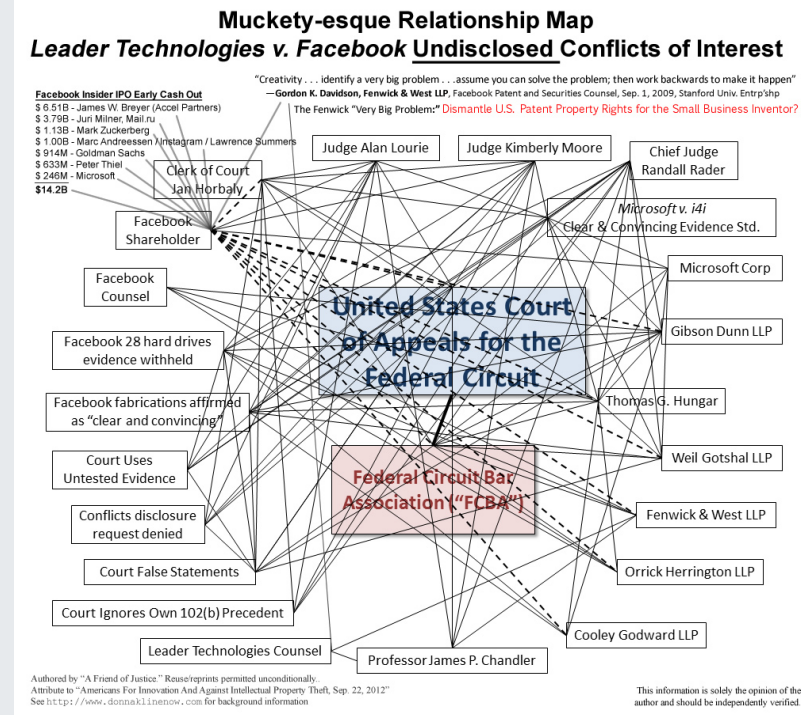 Muckety-esque Relationship Map
Leader Technologies v. Facebook Undisclosed Conflicts of Interest
"Creativity . . . identify a very big problem . . . assume you can solve the problem; then work backwards to make it happen"
—Gordon K. Davidson, Fenwick & West LLP, Facebook Patent and Securities Counsel, Sep. 1, 2009, Stanford Univ. Entrp'shp
The Fenwick "Very Big Problem:" Dismantle U.S. Patent Property Rights for the Small Business Inventor?
Facebook Insider IPO Early Cash Out
$ 6.51B - James W. Breyer (Accel Partners)
$ 3.79B - Juri Milner, Mail.ru
$ 1.13B - Mark Zuckerberg
$ 1.00B - Marc Andreessen / Instagram / Lawrence Summers
$ 914M - Goldman Sachs
$ 633M - Peter Thiel
$ 246M - Microsoft
$14.2B
Clerk of Court
Jan Horbaly
Judge Alan Lourie
Judge Kimberly Moore
Chief Judge
Randall Rader
Facebook
Shareholder
Microsoft v. i4i
Clear & Convincing Evidence Std.
Facebook
Counsel
Microsoft Corp
United States Court
of Appeals for the
Federal Circuit
Gibson Dunn LLP
Facebook 28 hard drives
evidence withheld
Thomas G. Hungar
Facebook fabrications affirmed
as "clear and convincing"
Weil Gotshal LLP
Court Uses
Untested Evidence
Federal Circuit Bar
Association ("FCBA")
Conflicts disclosure
request denied
Fenwick & West LLP
Court False Statements
Orrick Herrington LLP
Court Ignores Own 102(b) Precedent
Cooley Godward LLP
Leader Technologies Counsel
Professor James P. Chandler
Authored by "A Friend of Justice." Reuse/reprints permitted unconditionally.
Attribute to "Americans For Innovation And Against Intellectual Property Theft, Sep. 22, 2012"
See http://www.donnaklinenow.com for background information
This information is solely the opinion of the
author and should be independently verified.